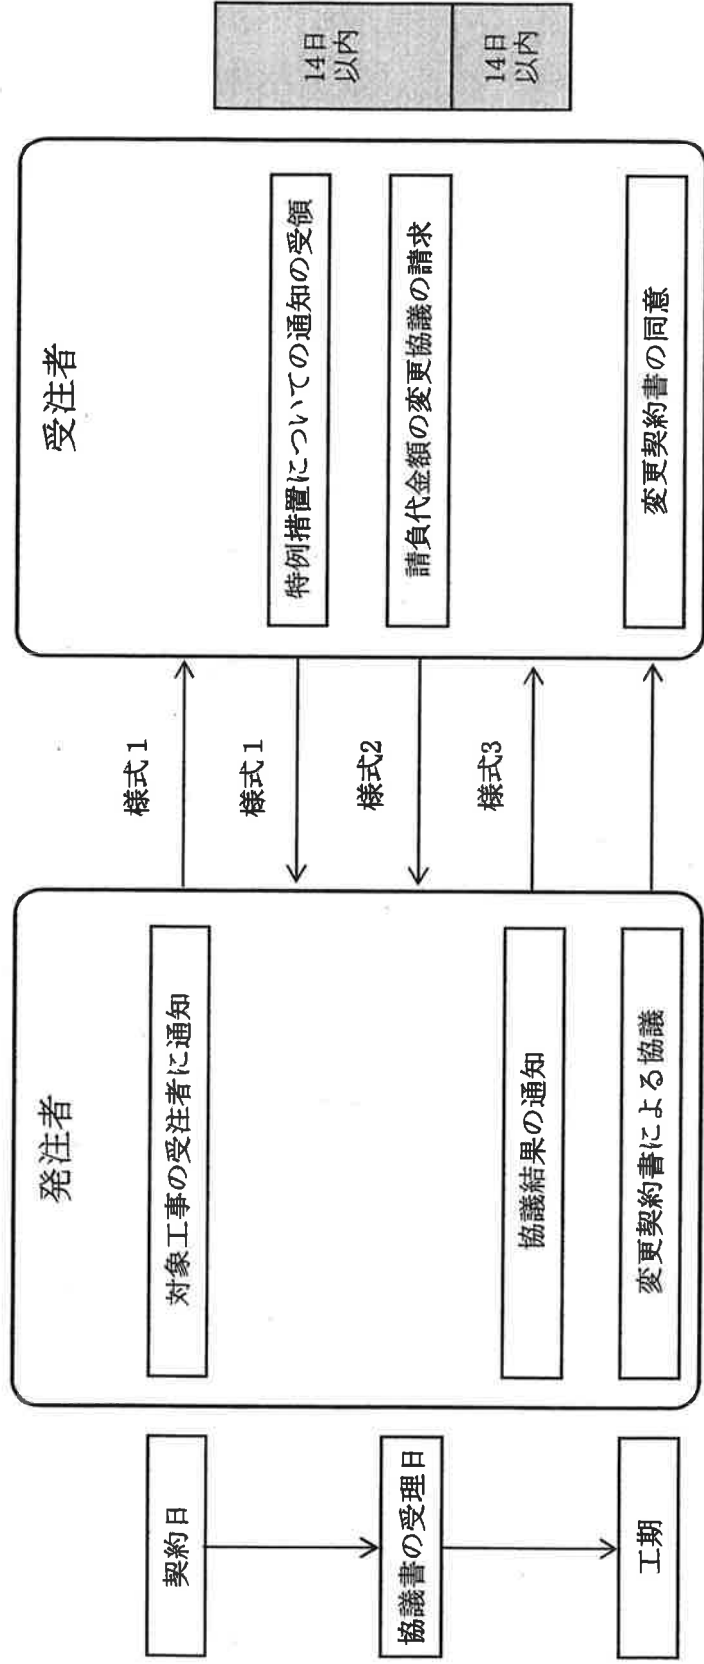 発注者
受注者
契約日
対象工事の受注者に通知
様式1
様式1
特例措置についての通知の受領
14日
以内
協議書の受理日
様式2
請負代金額の変更協議の請求
協議結果の通知
様式3
14日
以内
工期
変更契約書による協議
変更契約書の同意